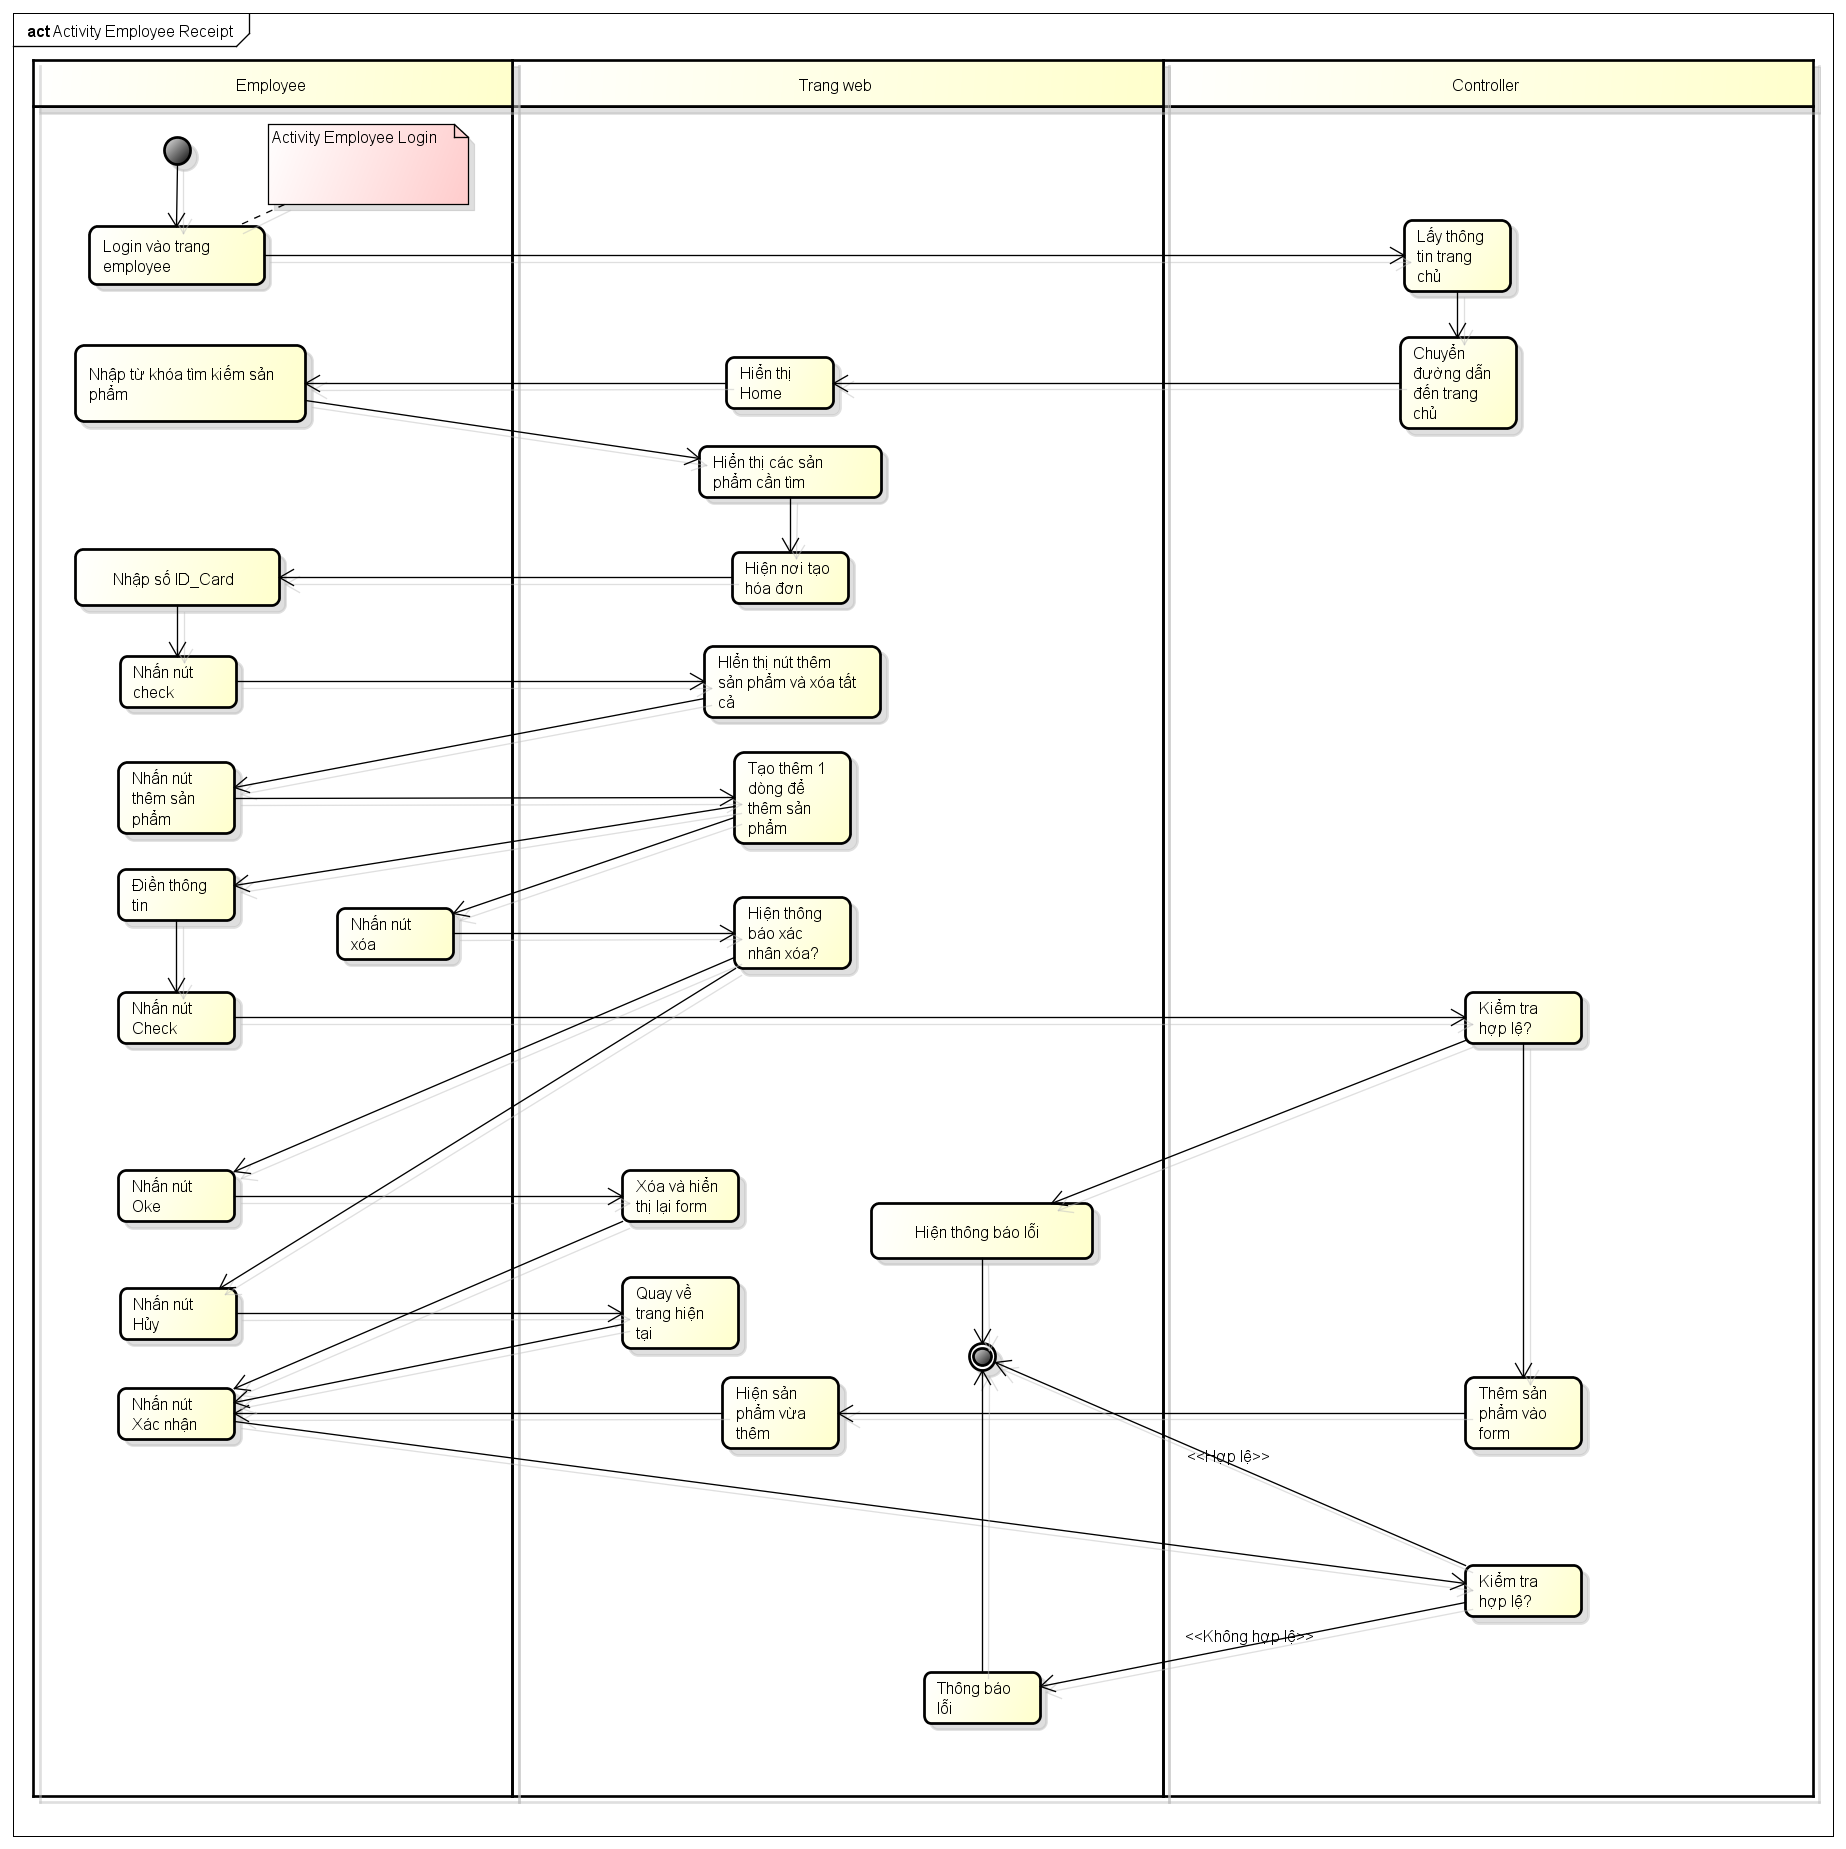 act Activity Employee Receipt
Employee
Trang web
Controller
Activity Employee Login
Login vào trang
employee
Lấy thông
tin trang
chủ
Nhập từ khóa tìm kiếm sản
phẩm
Hiển thị
Home
Chuyển
đường dẫn
đến trang
chủ
Hiển thị các sản
phẩm cần tìm
Nhập số ID_Card
Hiện nơi tạo
hóa đơn
Nhấn nút
check
HIển thị nút thêm
sản phẩm và xóa tất
cả
Nhấn nút
thêm sản
phẩm
Tạo thêm 1
dòng để
thêm sản
phẩm
Điền thông
tin
Nhấn nút
xóa
Hiện thông
báo xác
nhân xóa?
Nhấn nút
Check
Kiểm tra
hợp lệ?
Nhấn nút
Oke
Xóa và hiển
thị lại form
Hiện thông báo lỗi
Nhấn nút
Hủy
Quay về
trang hiện
tại
Nhấn nút
Xác nhận
Hiện sản
phẩm vừa
thêm
Thêm sản
phẩm vào
form
<<Hợp lệ>>
Kiểm tra
hợp lệ?
<<Không hợp lệ>>
Thông báo
lỗi